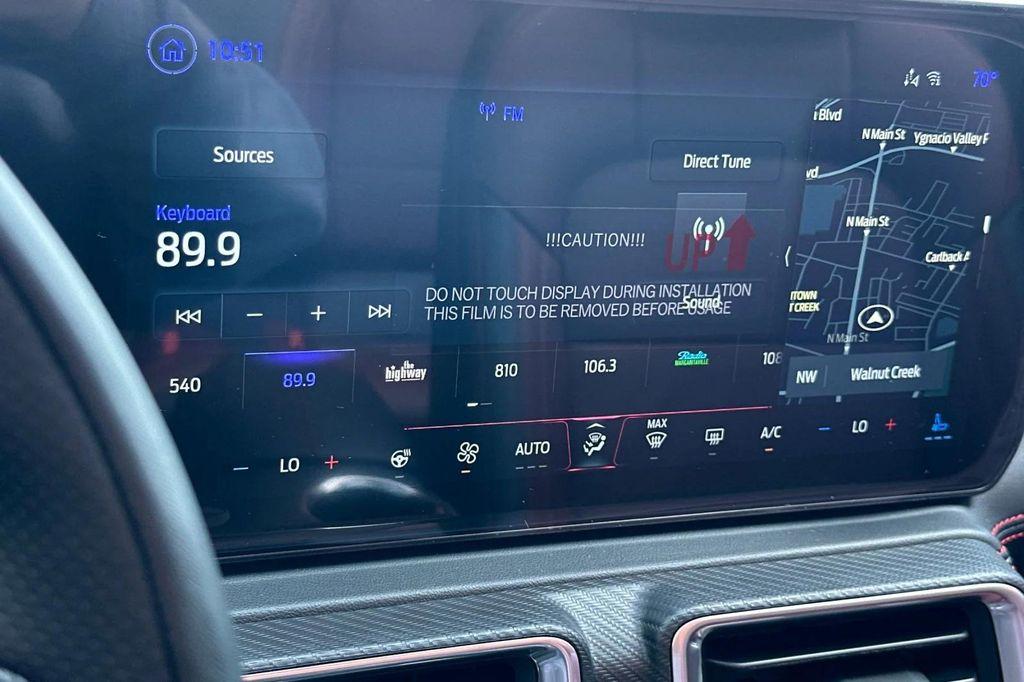 10:51
70°
FM
Sources
Direct Tune
Keyboard
89.9
!!!CAUTION!!!
UP
DO NOT TOUCH DISPLAY DURING INSTALLATION
THIS FILM IS TO BE REMOVED BEFORE USAGE
Sound
540
89.9
the
highway
810
106.3
Radio
MARGARITAVILLE
108
LO
AUTO
MAX
A/C
LO
Blvd
N Main St
Ygnacio Valley
vd
N Main St
Carlback
TOWN
T CREEK
N Main St
NW
Walnut Creek